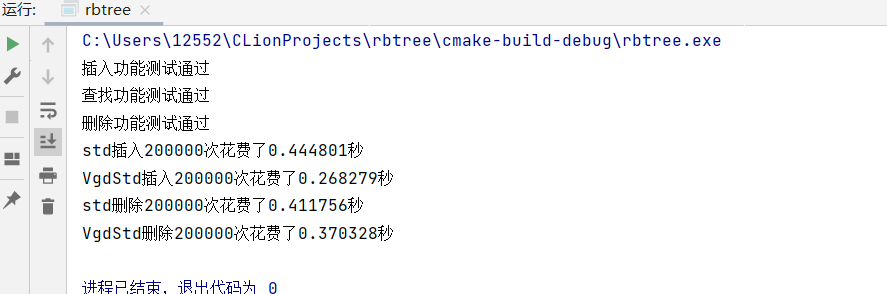 运行:
rbtree
C:\Users\12552\CLionProjects\rbtree\cmake-build-debug\rbtree.exe
插入功能测试通过
查找功能测试通过
删除功能测试通过
std插入200000次花费了0.444801秒
VgdStd插入200000次花费了0.268279秒
std删除200000次花费了0.411756秒
VgdStd删除200000次花费了0.370328秒
进程已结束，退出代码为 0